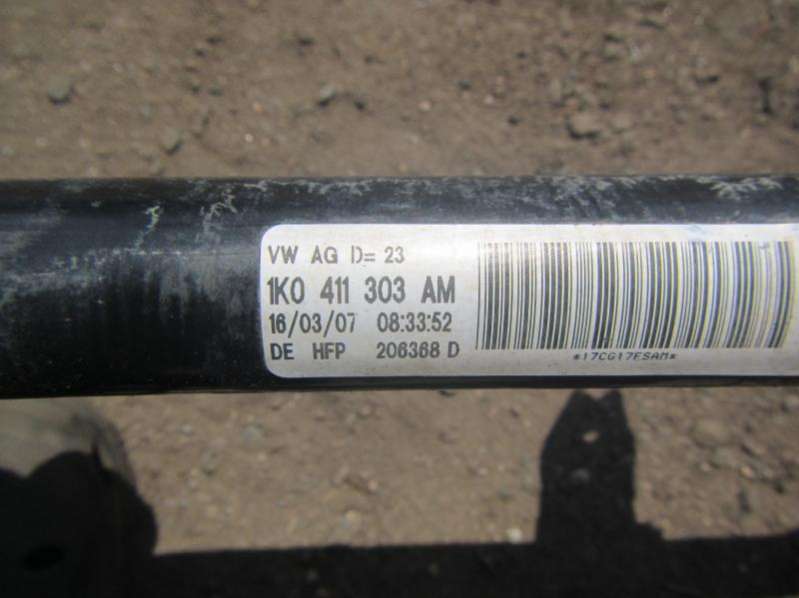 VW AG D= 23
1K0 411 303 AM
16/03/07 08:33:52
DE HFP 206368 D
*17CG17ESAM*